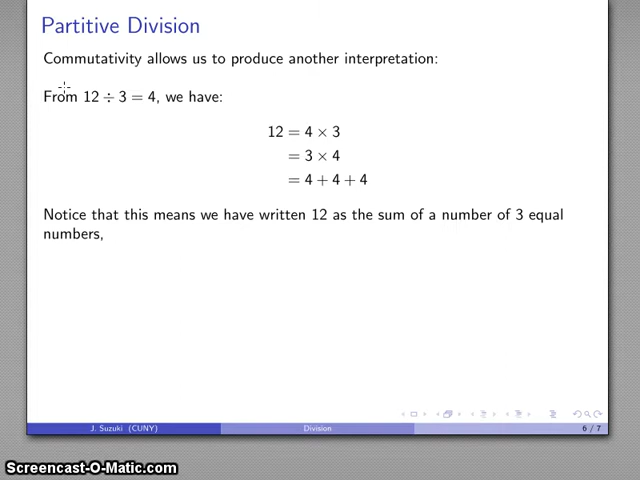 Partitive Division
Commutativity allows us to produce another interpretation:
From 12 ÷ 3 = 4, we have:
12 = 4 × 3
= 3 × 4
= 4 + 4 + 4
Notice that this means we have written 12 as the sum of a number of 3 equal
numbers,
J. Suzuki (CUNY)
Division
6 / 7
Screencast-O-Matic.com